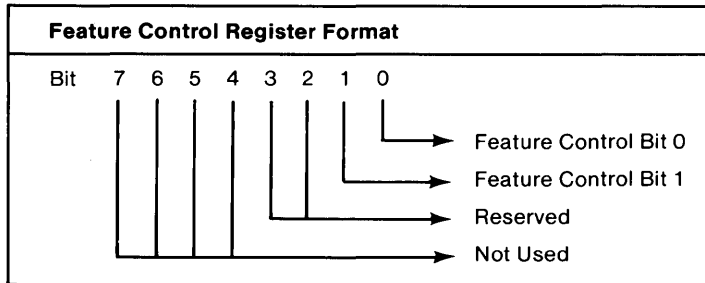 Feature Control Register Format
Bit 7 6 5 4 3 2 1 0
Feature Control Bit 0
Feature Control Bit 1
Reserved
Not Used